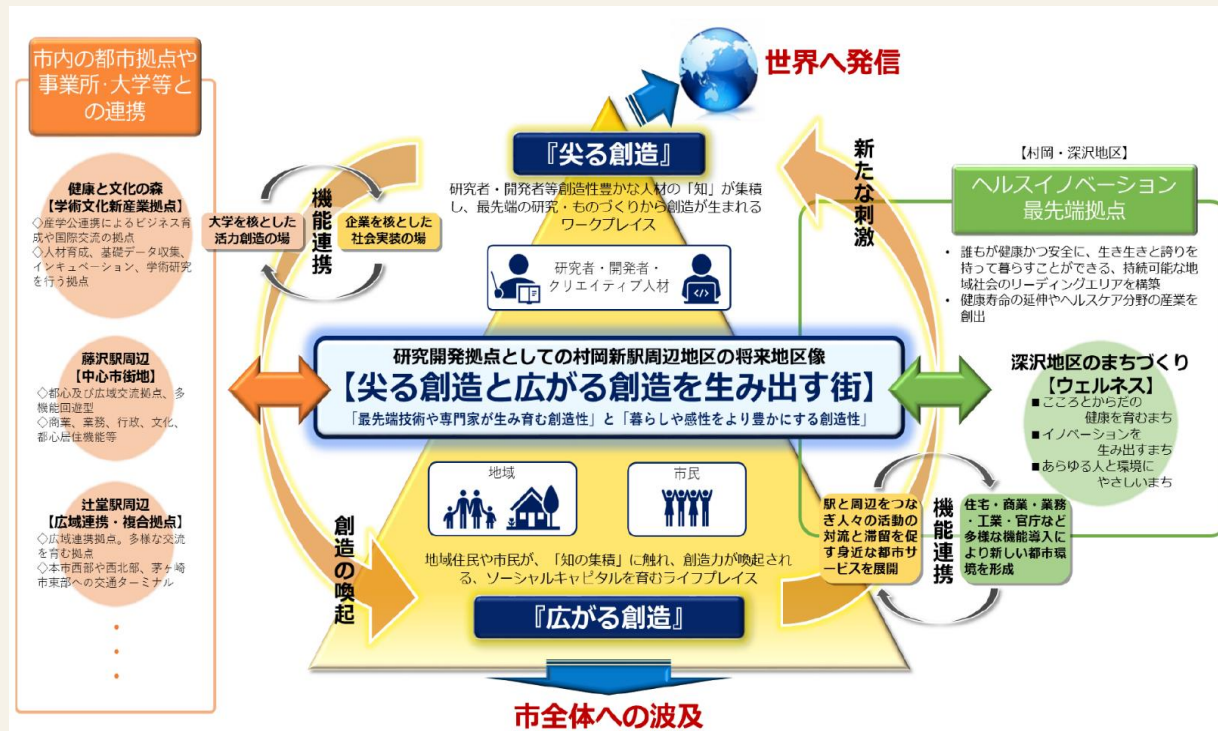 市内の都市拠点や
事業所・大学等と
の連携
健康と文化の森
【学術文化新産業拠点】
◇産学公連携によるビジネス育
成や国際交流の拠点
◇人材育成、基礎データ収集、
インキュベーション、学術研究
を行う拠点
藤沢駅周辺
【中心市街地】
◇都心及び広域交流拠点、多
機能回遊型
◇商業、業務、行政、文化、
都心居住機能等
辻堂駅周辺
【広域連携・複合拠点】
◇広域連携拠点。多様な交流
を育む拠点
◇本市西部や西北部、茅ヶ崎
市東部への交通ターミナル
・
・
・
大学を核とした
活力創造の場
機能連携
企業を核とした
社会実装の場
世界へ発信
『尖る創造』
研究者・開発者等創造性豊かな人材の「知」が集積
し、最先端の研究・ものづくりから創造が生まれる
ワークプレイス
研究者・開発者・
クリエイティブ人材
</>
研究開発拠点としての村岡新駅周辺地区の将来地区像
【尖る創造と広がる創造を生み出す街】
「最先端技術や専門家が生み育む創造性」と「暮らしや感性をより豊かにする創造性」
地域
市民
地域住民や市民が、「知の集積」に触れ、創造力が喚起され
る、ソーシャルキャピタルを育むライフプレイス
『広がる創造』
創造の喚起
新たな刺激
市全体への波及
【村岡・深沢地区】
ヘルスイノベーション
最先端拠点
• 誰もが健康かつ安全に、生き生きと誇りを
持って暮らすことができる、持続可能な地
域社会のリーディングエリアを構築
• 健康寿命の延伸やヘルスケア分野の産業を
創出
深沢地区のまちづくり
【ウェルネス】
■こころとからだの
健康を育むまち
■イノベーションを
生み出すまち
■あらゆる人と環境に
やさしいまち
駅と周辺をつな
ぎ人々の活動の
対流と滞留を促
す身近な都市サ
ービスを展開
機能連携
住宅・商業・業務
・工業・官庁など
多様な機能導入に
より新しい都市環
境を形成